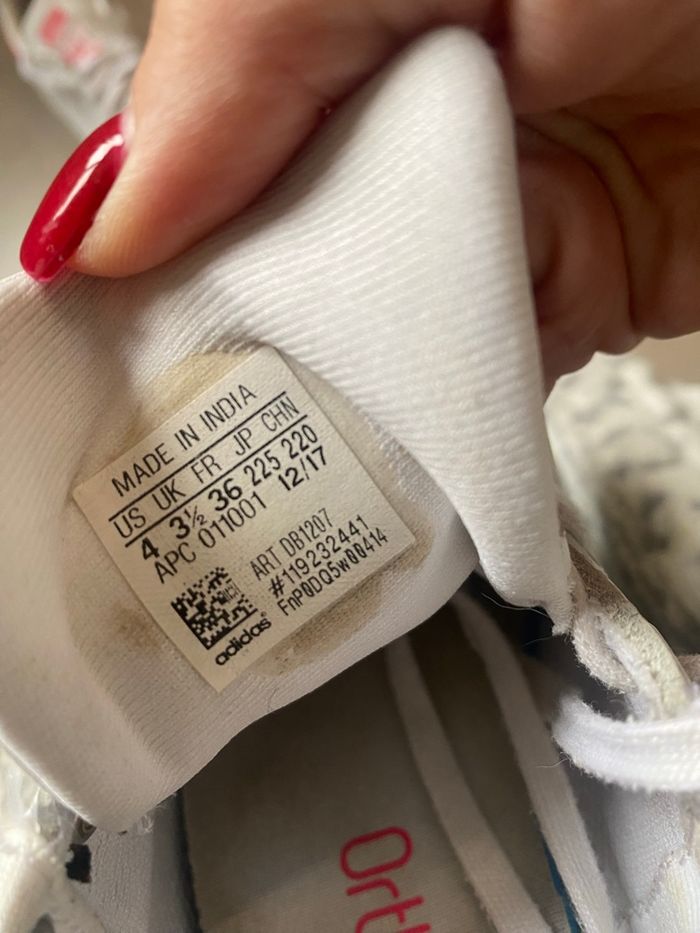 MADE IN INDIA
US UK FR JP CHN
4 3½ 36 225 220
APC 011001 12/17
ART DB1207
#119232441
FnP0DQ5w00414
adidas
Orth